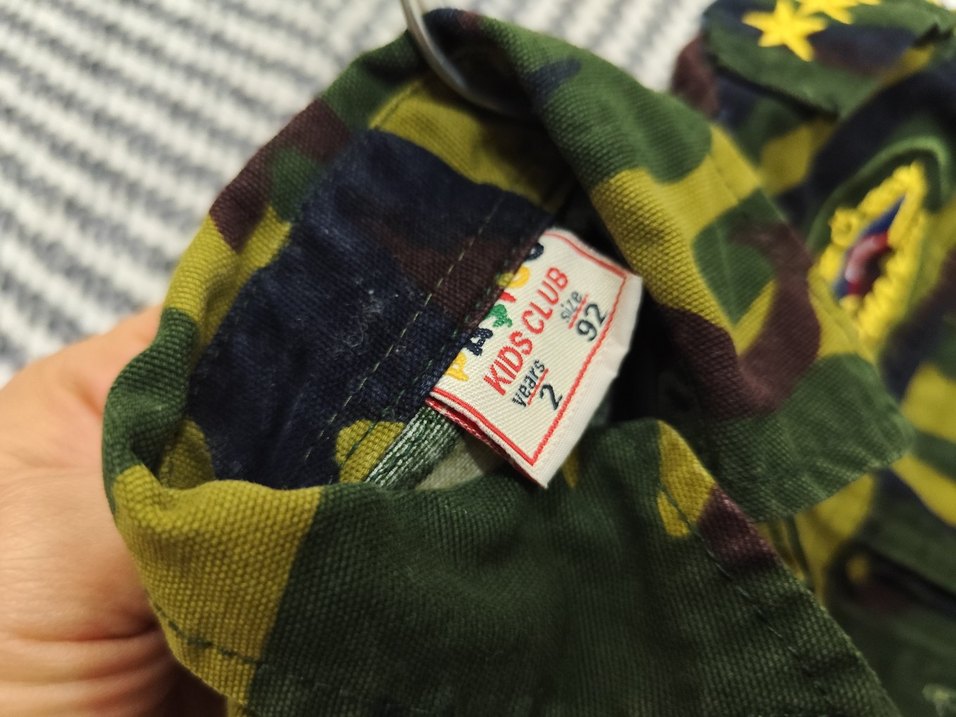 KIDS CLUB
years size
2 92